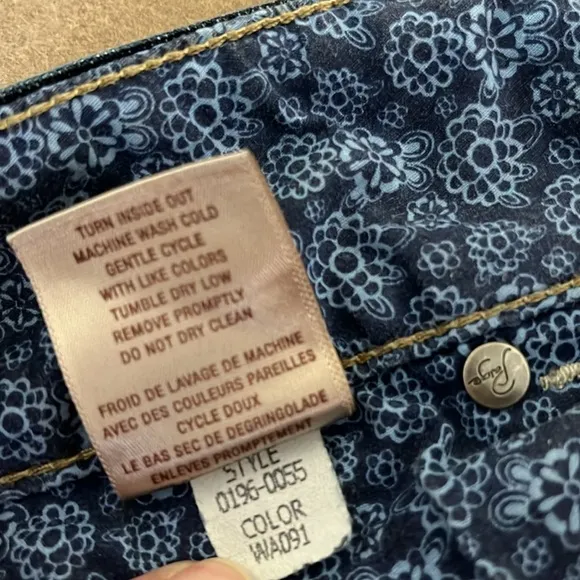 TURN INSIDE OUT
MACHINE WASH COLD
GENTLE CYCLE
WITH LIKE COLORS
TUMBLE DRY LOW
REMOVE PROMPTLY
DO NOT DRY CLEAN
FROID DE LAVAGE DE MACHINE
AVEC DES COULEURS PAREILLES
CYCLE DOUX
LE BAS SEC DE DEGRINGOLADE
ENLEVES PROMPTEMENT
STYLE
0196-0055
COLOR
WA091
Paige